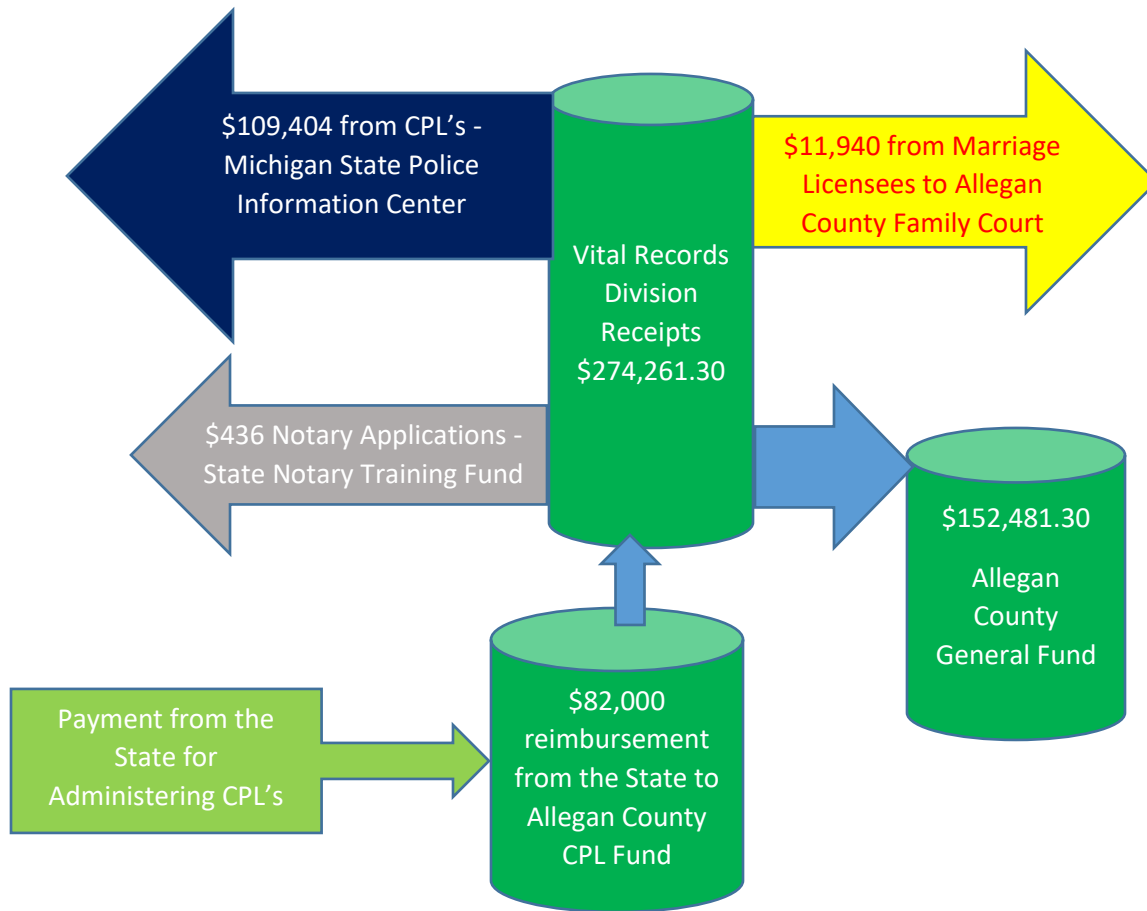 $109,404 from CPL's -
Michigan State Police
Information Center
Vital Records
Division
Receipts
$274,261.30
$11,940 from Marriage
Licensees to Allegan
County Family Court
$436 Notary Applications -
State Notary Training Fund
$152,481.30
Allegan
County
General Fund
Payment from the
State for
Administering CPL's
$82,000
reimbursement
from the State to
Allegan County
CPL Fund